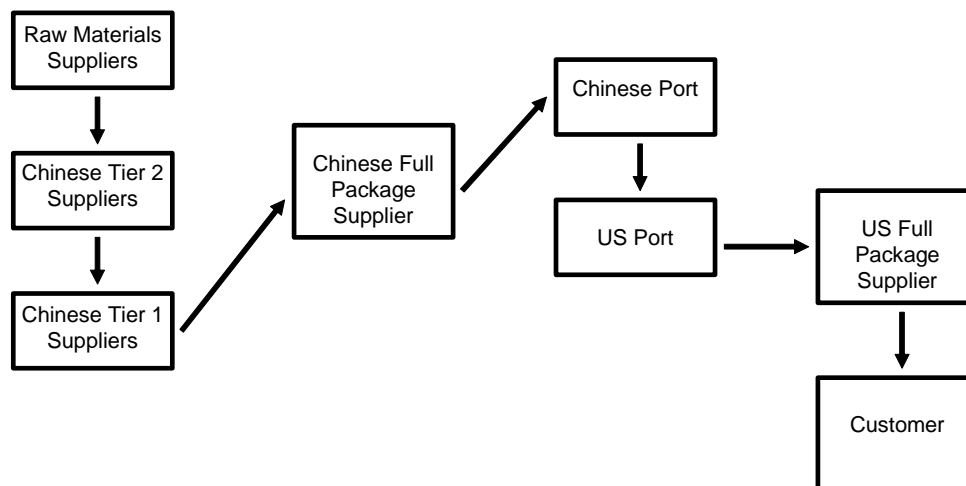 Raw Materials
Suppliers
Chinese Tier 2
Suppliers
Chinese Tier 1
Suppliers
Chinese Full
Package
Supplier
Chinese Port
US Port
US Full
Package
Supplier
Customer